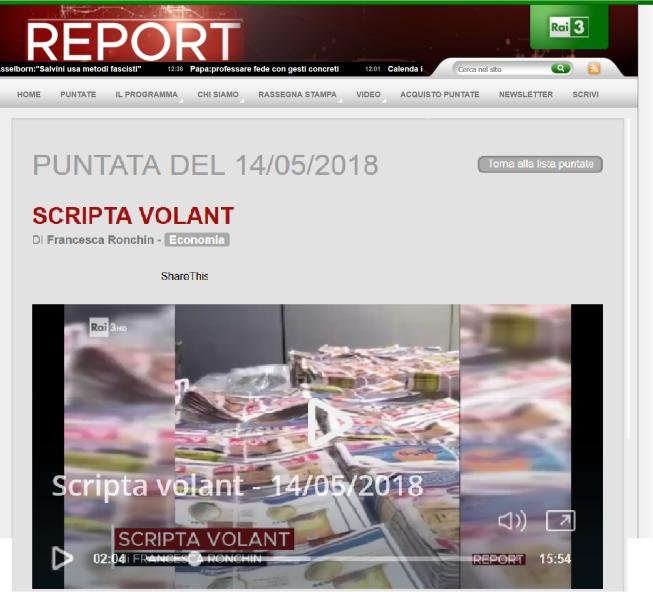 REPORT
Rai 3
sselborn:"Salvini usa metodi fascisti" 12:36 Papa:professare fede con gesti concreti 12:01 Calenda i
Cerca nel sito
HOME PUNTATE IL PROGRAMMA CHI SIAMO RASSEGNA STAMPA VIDEO ACQUISTO PUNTATE NEWSLETTER SCRIVI
PUNTATA DEL 14/05/2018
Torna alla lista puntate
SCRIPTA VOLANT
DI Francesca Ronchin - Economia
ShareThis
Rai 3HD
Scripta volant - 14/05/2018
SCRIPTA VOLANT
02:04 di FRANCESCA RONCHIN REPORT 15:54